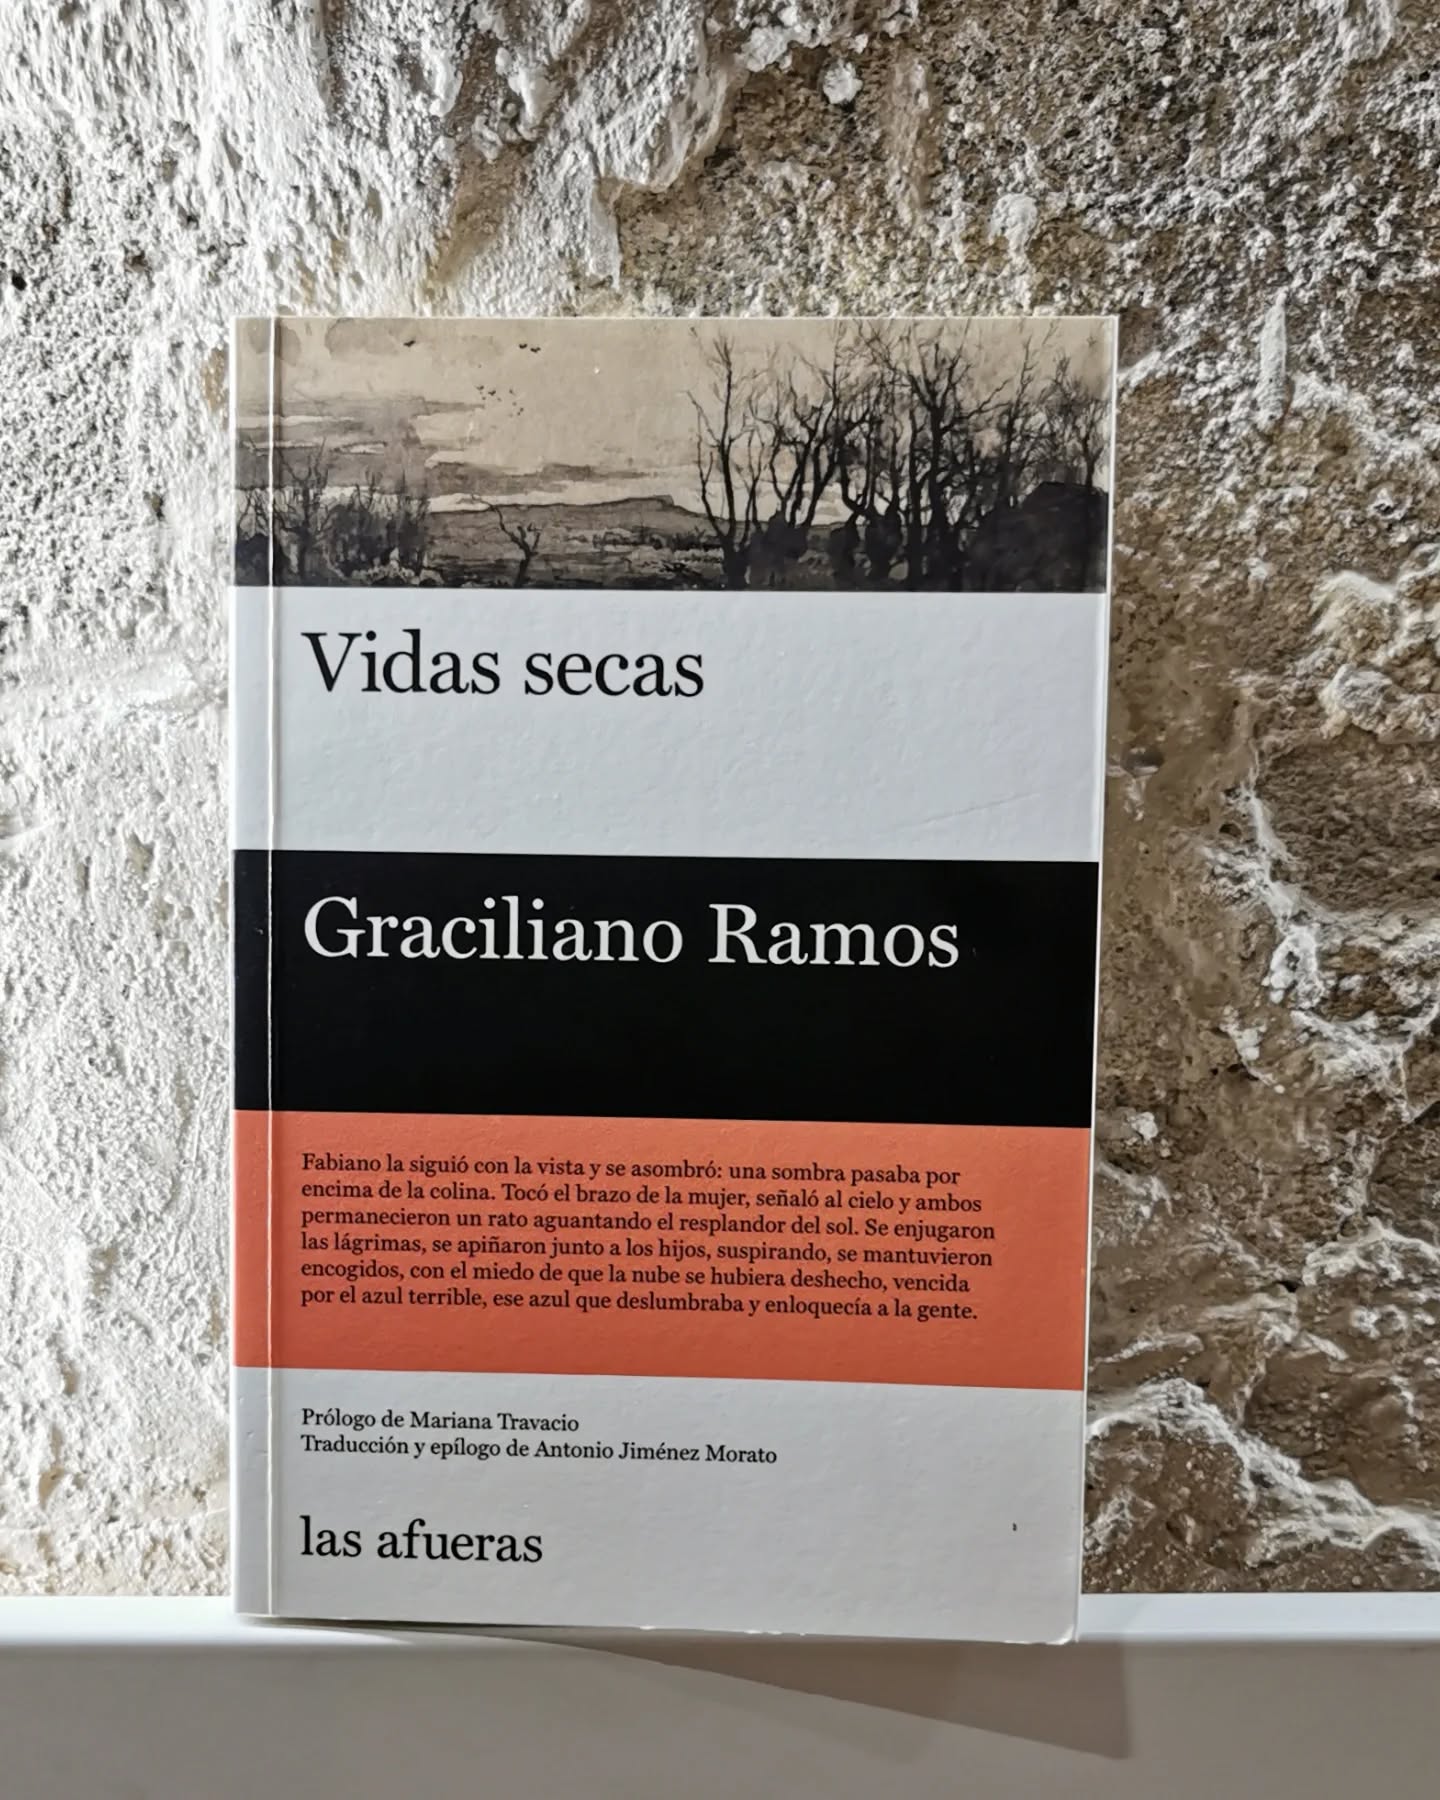 Vidas secas
Graciliano Ramos
Fabiano la siguió con la vista y se asombró: una sombra pasaba por
encima de la colina. Tocó el brazo de la mujer, señaló al cielo y ambos
permanecieron un rato aguantando el resplandor del sol. Se enjugaron
las lágrimas, se apiñaron junto a los hijos, suspirando, se mantuvieron
encogidos, con el miedo de que la nube se hubiera deshecho, vencida
por el azul terrible, ese azul que deslumbraba y enloquecía a la gente.
Prólogo de Mariana Travacio
Traducción y epílogo de Antonio Jiménez Morato
las afueras